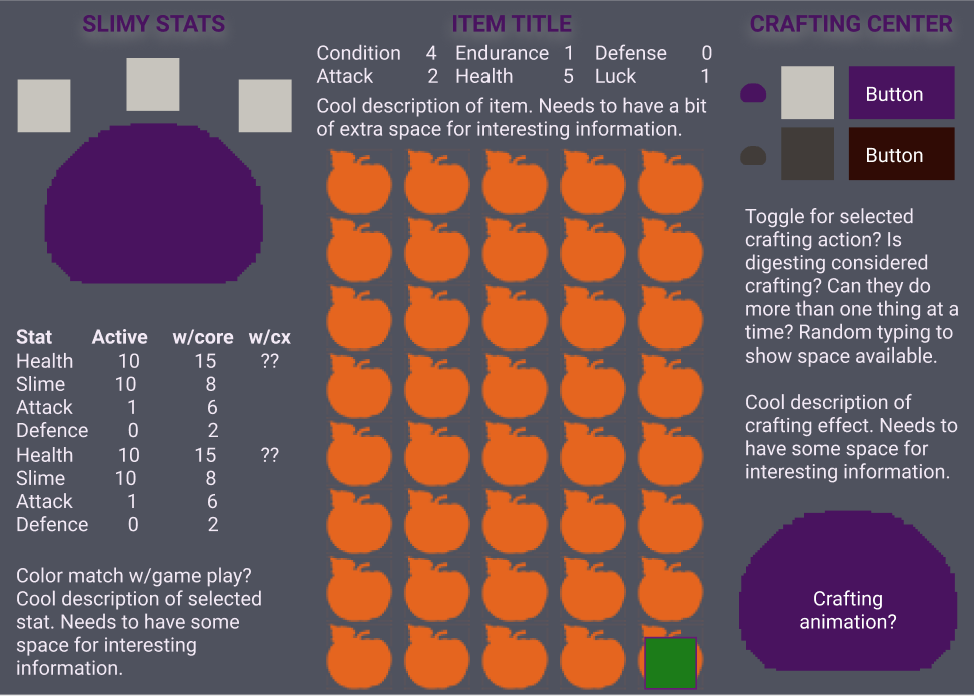 SLIMY STATS
Stat Active w/core w/cx
Health 10 15 ??
Slime 10 8
Attack 1 6
Defence 0 2
Health 10 15 ??
Slime 10 8
Attack 1 6
Defence 0 2
Color match w/game play?
Cool description of selected
stat. Needs to have some
space for interesting
information.
ITEM TITLE
Condition 4 Endurance 1 Defense 0
Attack 2 Health 5 Luck 1
Cool description of item. Needs to have a bit
of extra space for interesting information.
CRAFTING CENTER
Button
Button
Toggle for selected
crafting action? Is
digesting considered
crafting? Can they do
more than one thing at a
time? Random typing to
show space available.
Cool description of
crafting effect. Needs to
have some space for
interesting information.
Crafting
animation?